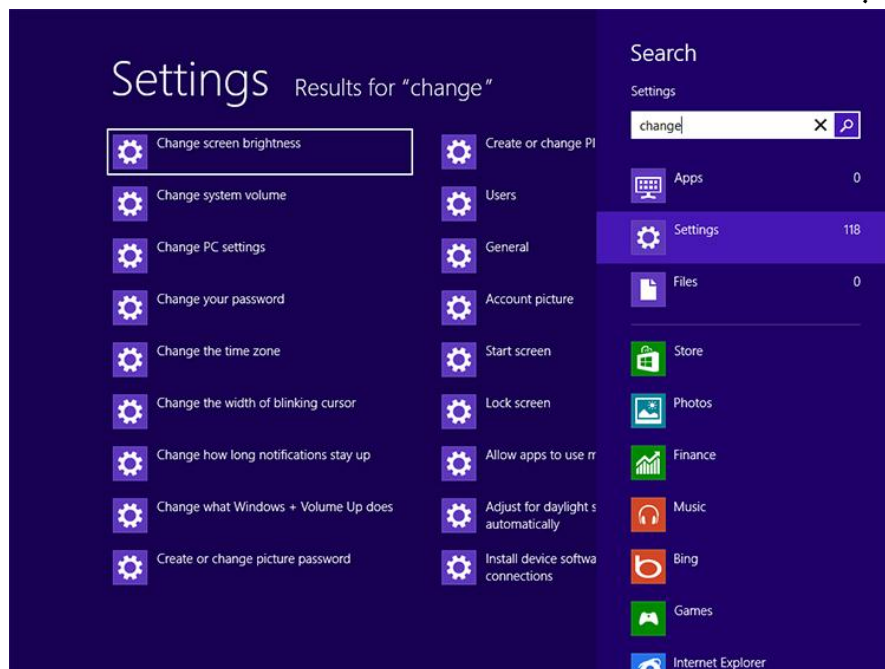 Settings Results for “change”
Change screen brightness
Change system volume
Change PC settings
Change your password
Change the time zone
Change the width of blinking cursor
Change how long notifications stay up
Change what Windows + Volume Up does
Create or change picture password
Create or change PI
Users
General
Account picture
Start screen
Lock screen
Allow apps to use m
Adjust for daylight s
automatically
Install device softwa
connections
Search
Settings
change
Apps 0
Settings 118
Files 0
Store
Photos
Finance
Music
Bing
Games
Internet Explorer